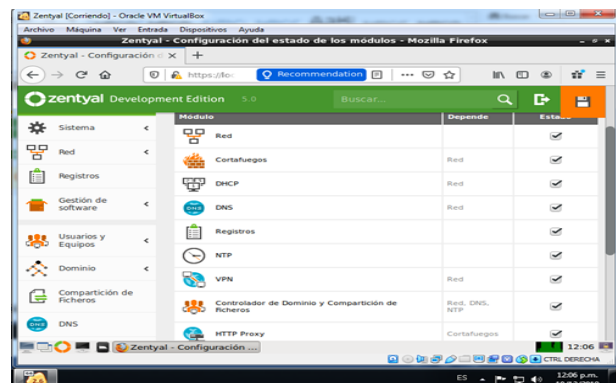 Zentyal [Corriendo] - Oracle VM VirtualBox
Archivo Máquina Ver Entrada Dispositivos Ayuda
Zentyal - Configuración del estado de los módulos - Mozilla Firefox
Zentyal - Configuración d
https://loc
Recommendation
zentyal Development Edition 5.0
Buscar...
Módulo Depende Estado
Sistema
Red
Registros
Gestión de software
Usuarios y Equipos
Dominio
Compartición de Ficheros
DNS
Red
Cortafuegos Red
DHCP Red
DNS Red
Registros
NTP
VPN Red
Controlador de Dominio y Compartición de Ficheros Red, DNS, NTP
HTTP Proxy Cortafuegos
Zentyal - Configuración ...
12:06
CTRL DERECHA
ES
12:06 p.m.